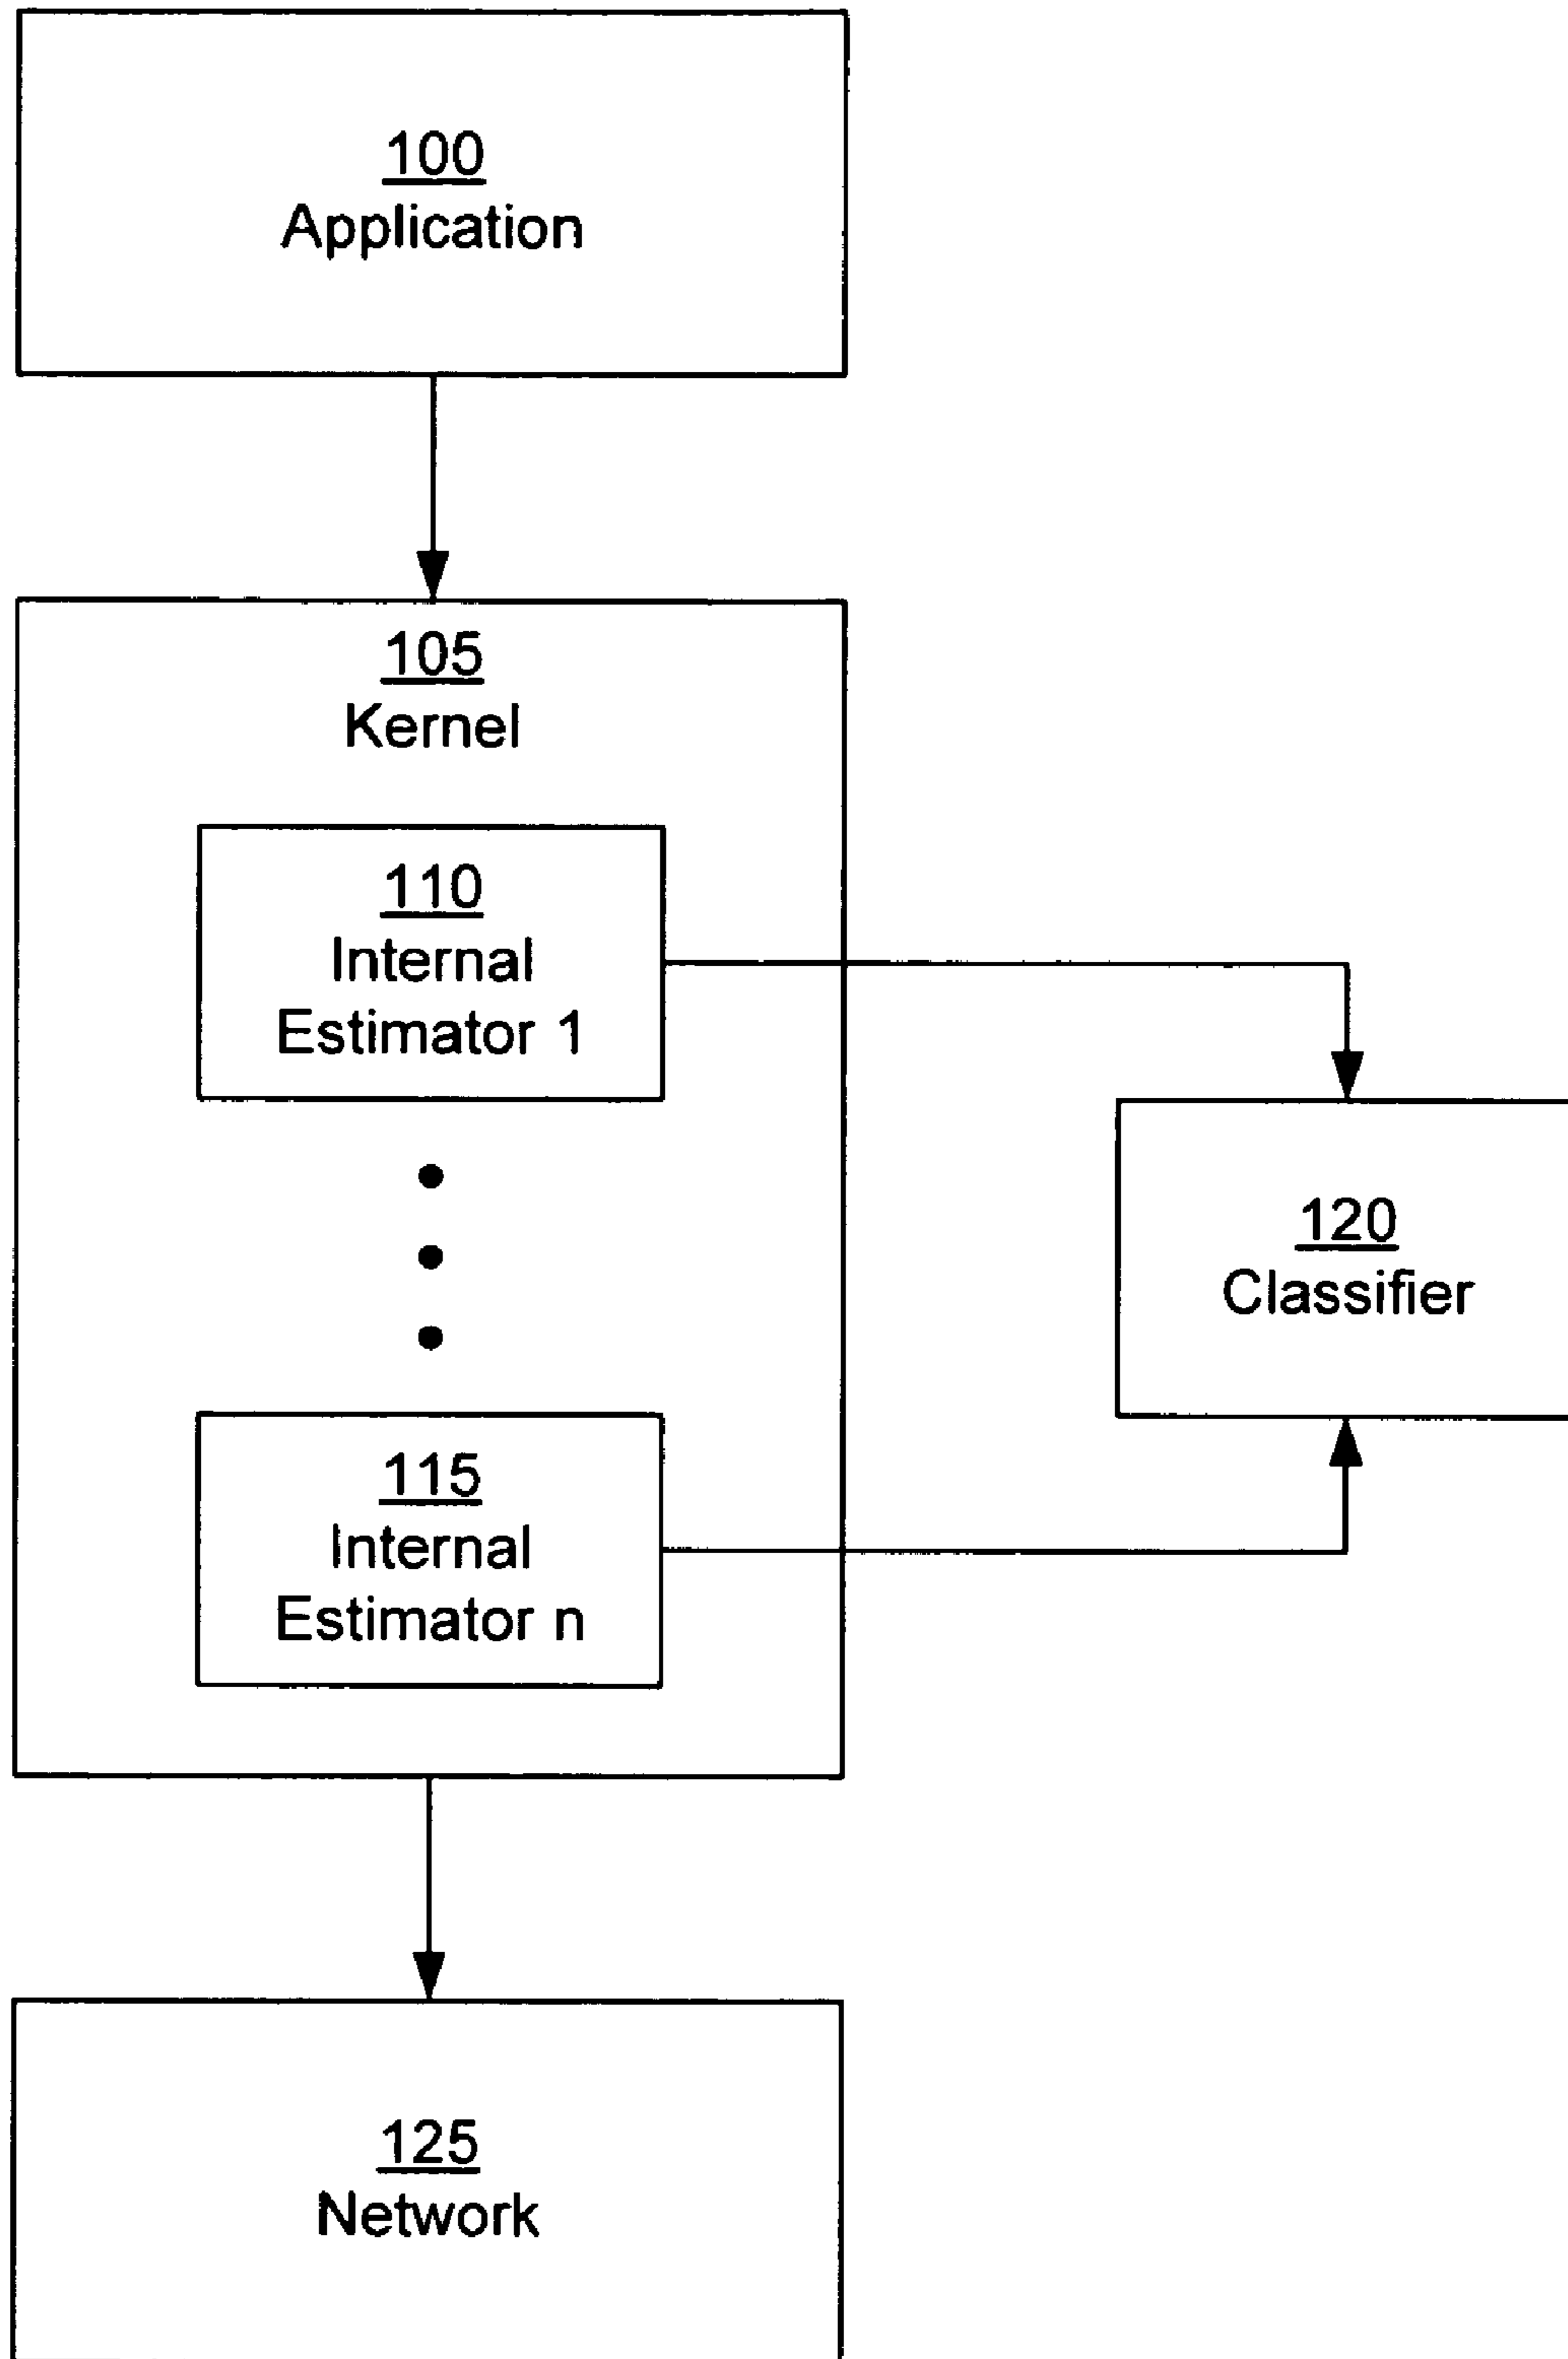 100
Application
105
Kernel
110
Internal
Estimator 1
120
Classifier
115
Internal
Estimator n
125
Network